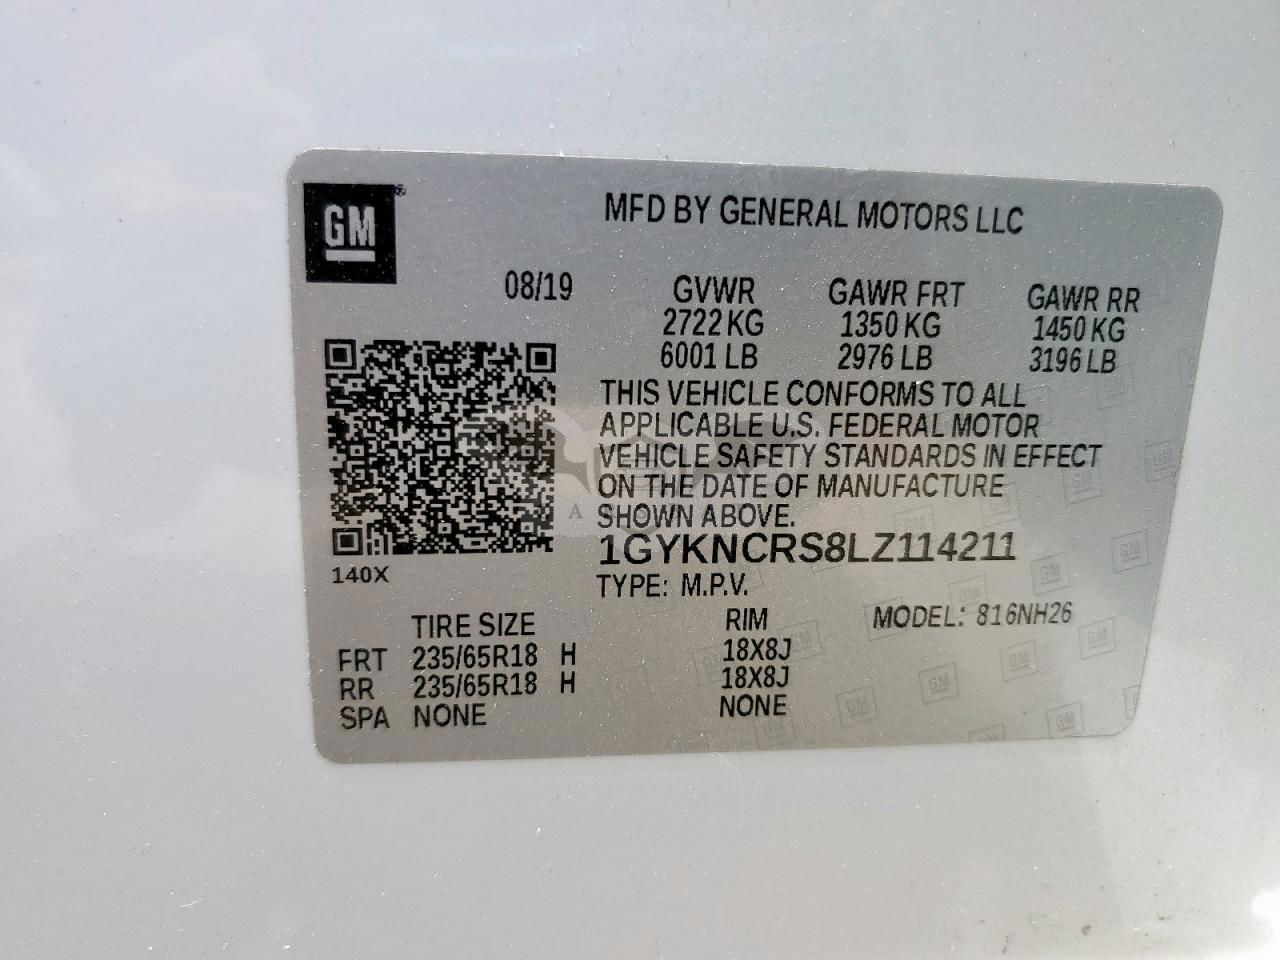 GM
MFD BY GENERAL MOTORS LLC
08/19 GVWR GAWR FRT GAWR RR
2722 KG 1350 KG 1450 KG
6001 LB 2976 LB 3196 LB
THIS VEHICLE CONFORMS TO ALL
APPLICABLE U.S. FEDERAL MOTOR
VEHICLE SAFETY STANDARDS IN EFFECT
ON THE DATE OF MANUFACTURE
SHOWN ABOVE.
1GYKNCRS8LZ114211
140X
TYPE: M.P.V.
MODEL: 816NH26
TIRE SIZE RIM
FRT 235/65R18 H 18X8J
RR 235/65R18 H 18X8J
SPA NONE NONE